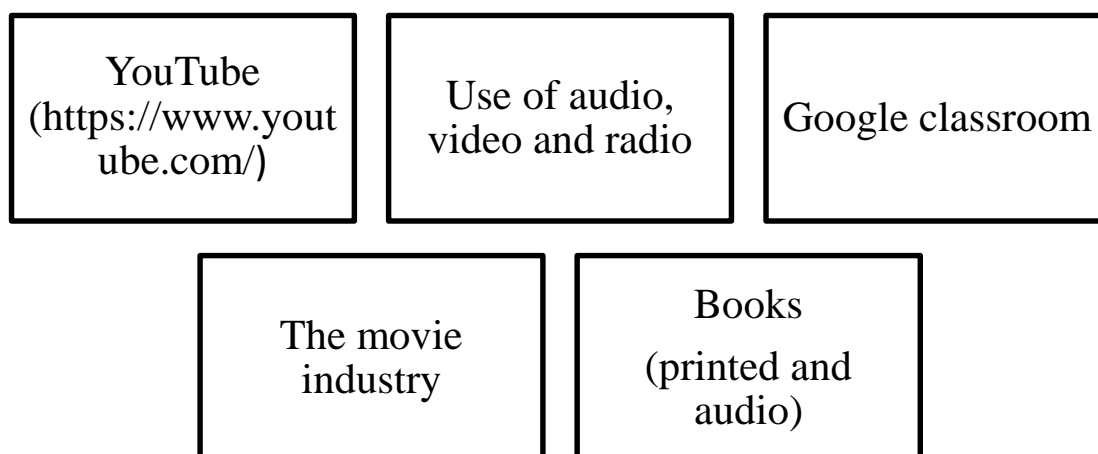 YouTube
(https://www.yout
ube.com/)
Use of audio,
video and radio
Google classroom
The movie
industry
Books
(printed and
audio)